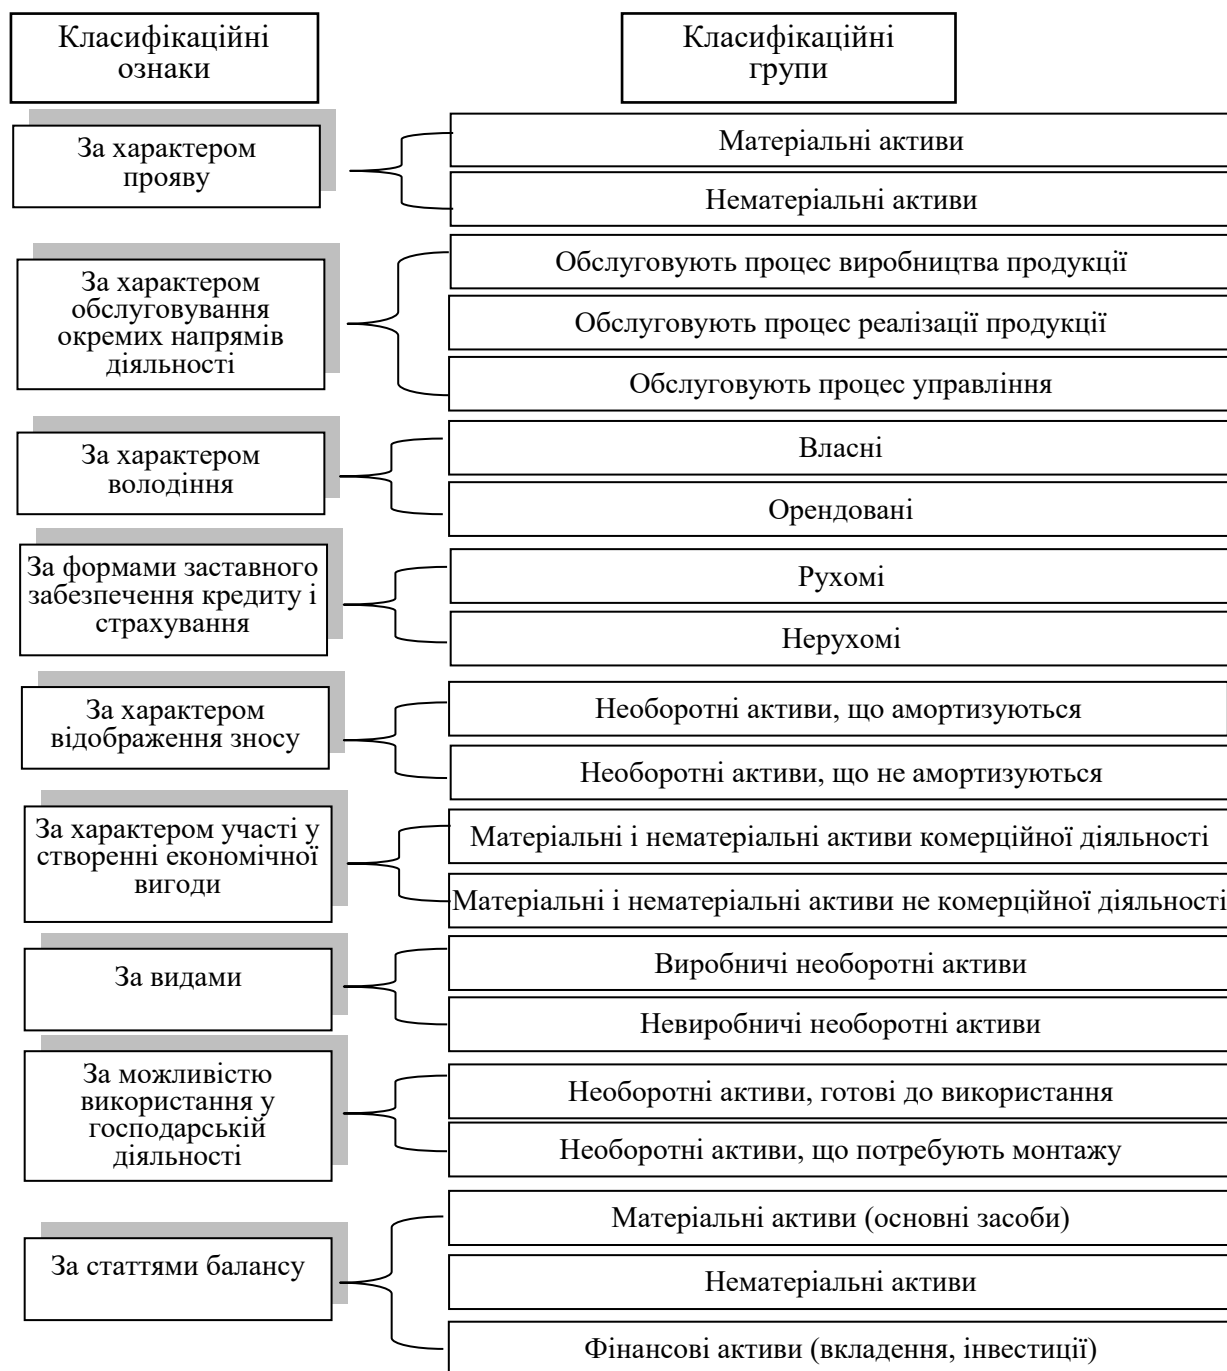 Класифікаційні
ознаки
Класифікаційні
групи
За характером
прояву
Матеріальні активи
Нематеріальні активи
За характером
обслуговування
окремих напрямів
діяльності
Обслуговують процес виробництва продукції
Обслуговують процес реалізації продукції
Обслуговують процес управління
За характером
володіння
Власні
Орендовані
За формами заставного
забезпечення кредиту і
страхування
Рухомі
Нерухомі
За характером
відображення зносу
Необоротні активи, що амортизуються
Необоротні активи, що не амортизуються
За характером участі у
створенні економічної
вигоди
Матеріальні і нематеріальні активи комерційної діяльності
Матеріальні і нематеріальні активи не комерційної діяльності
За видами
Виробничі необоротні активи
Невиробничі необоротні активи
За можливістю
використання у
господарській
діяльності
Необоротні активи, готові до використання
Необоротні активи, що потребують монтажу
За статтями балансу
Матеріальні активи (основні засоби)
Нематеріальні активи
Фінансові активи (вкладення, інвестиції)